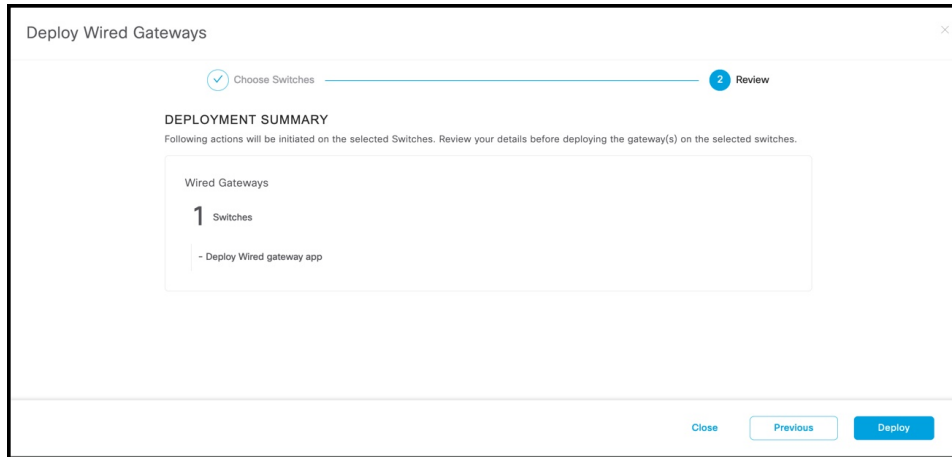 Deploy Wired Gateways
Choose Switches
2 Review
DEPLOYMENT SUMMARY
Following actions will be initiated on the selected Switches. Review your details before deploying the gateway(s) on the selected switches.
Wired Gateways
1 Switches
- Deploy Wired gateway app
Close Previous Deploy